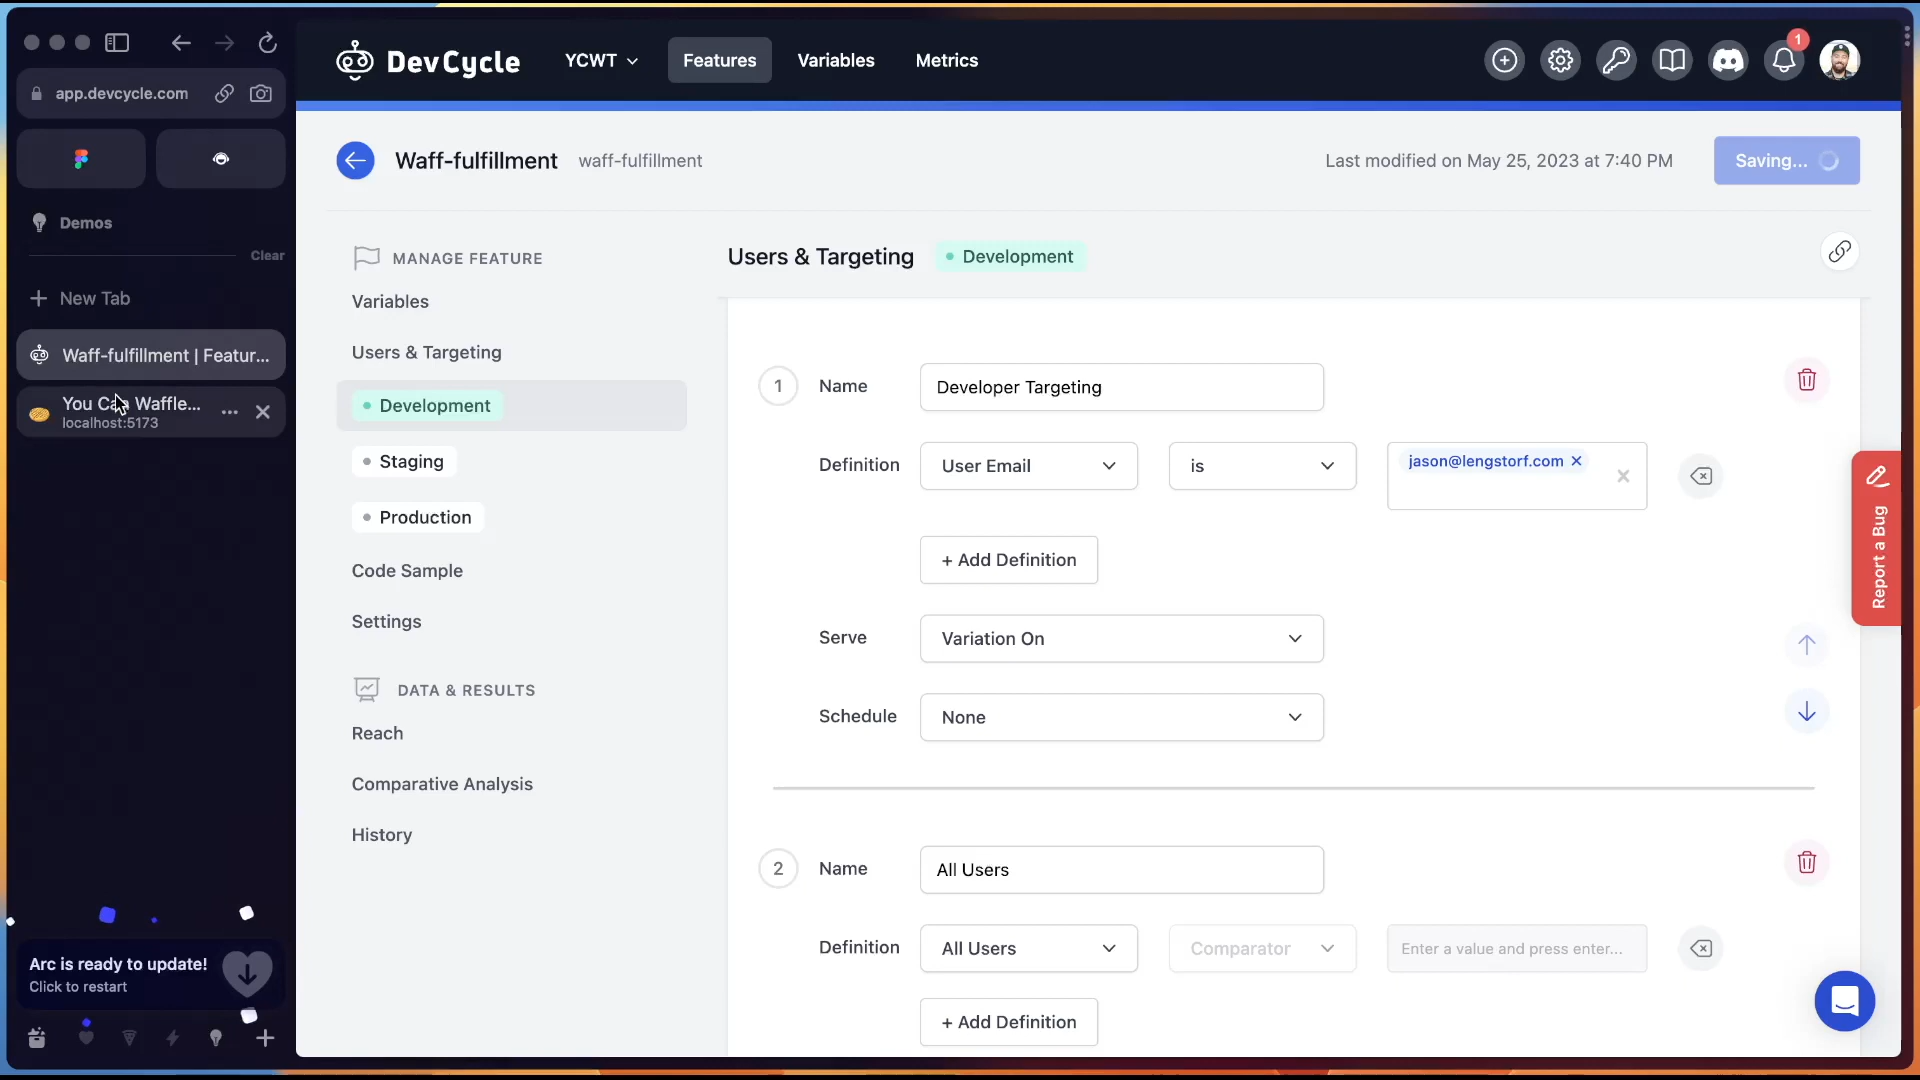 app.devcycle.com
Demos
Clear
New Tab
Waff-fulfillment | Featur...
You Can Waffle...
localhost:5173
Arc is ready to update!
Click to restart
DevCycle
YCWT
Features
Variables
Metrics
1
Waff-fulfillment
waff-fulfillment
Last modified on May 25, 2023 at 7:40 PM
Saving...
MANAGE FEATURE
Variables
Users & Targeting
Development
Staging
Production
Code Sample
Settings
DATA & RESULTS
Reach
Comparative Analysis
History
Users & Targeting
Development
1
Name
Developer Targeting
Definition
User Email
is
jason@lengstorf.com
+ Add Definition
Serve
Variation On
Schedule
None
2
Name
All Users
Definition
All Users
Comparator
Enter a value and press enter...
+ Add Definition
Report a Bug